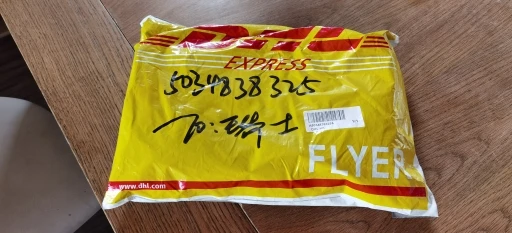 DHL
EXPRESS
5034838325
To: 瑞士
FLYER
www.dhl.com